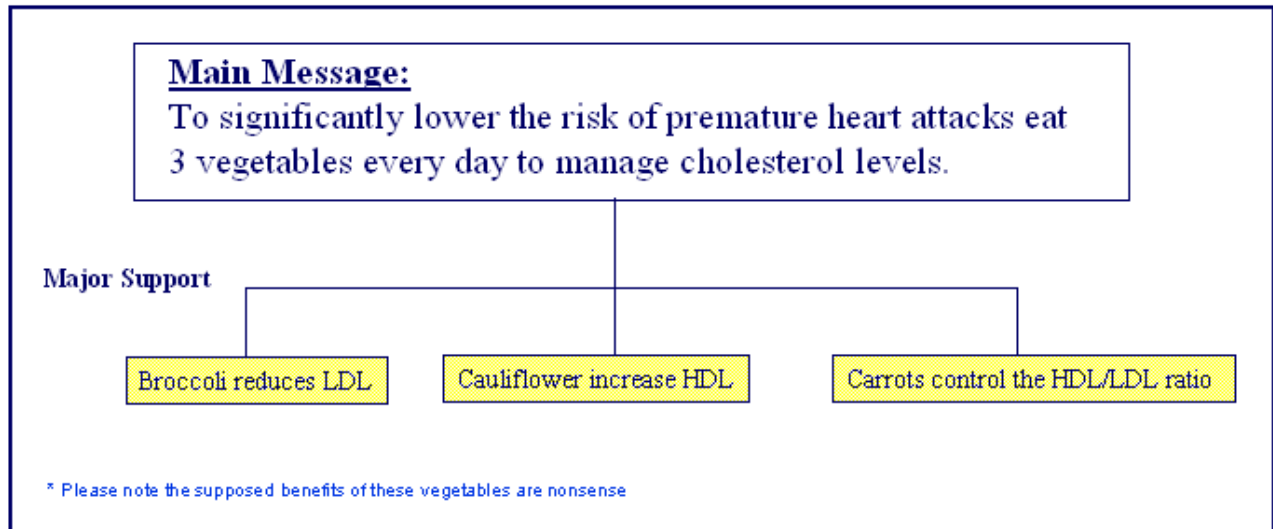 Main Message:
To significantly lower the risk of premature heart attacks eat
3 vegetables every day to manage cholesterol levels.
Major Support
Broccoli reduces LDL
Cauliflower increase HDL
Carrots control the HDL/LDL ratio
* Please note the supposed benefits of these vegetables are nonsense